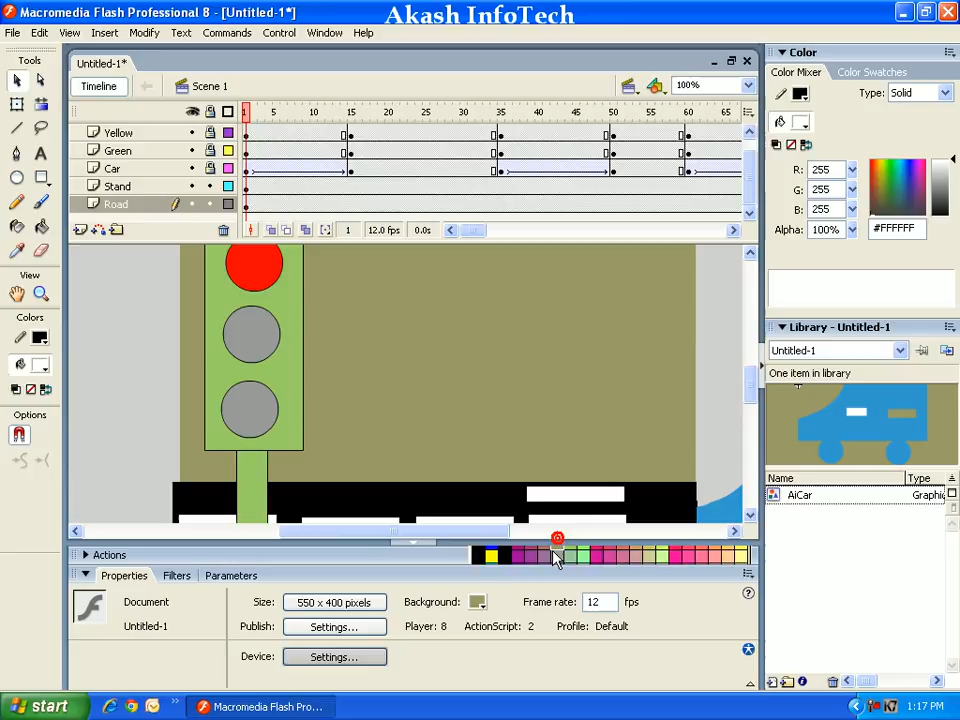 Macromedia Flash Professional 8 - [Untitled-1*]
Akash InfoTech
File Edit View Insert Modify Text Commands Control Window Help
Tools
View
Colors
Options
Untitled-1*
Timeline
Scene 1
100%
1 5 10 15 20 25 30 35 40 45 50 55 60 65
Yellow
Green
Car
Stand
Road
1 12.0 fps 0.0s
Actions
Properties Filters Parameters
Document
Untitled-1
Size: 550 x 400 pixels
Background:
Frame rate: 12 fps
Publish: Settings...
Player: 8 ActionScript: 2 Profile: Default
Device: Settings...
Color
Color Mixer Color Swatches
Type: Solid
R: 255
G: 255
B: 255
Alpha: 100% #FFFFFF
Library - Untitled-1
Untitled-1
One item in library
Name Type
AiCar Graphic
start
Macromedia Flash Pro...
K7
1:17 PM